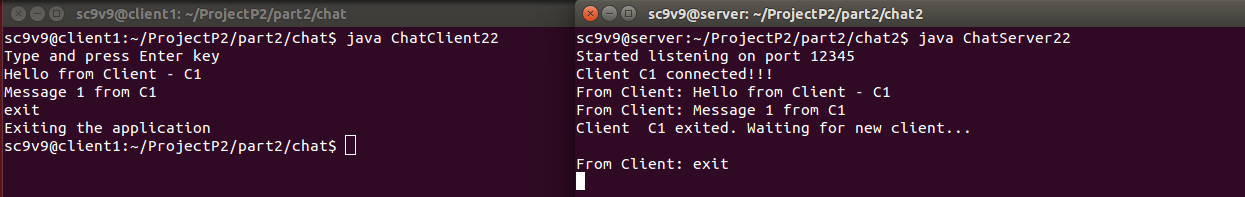 sc9v9@client1: ~/ProjectP2/part2/chat
sc9v9@client1:~/ProjectP2/part2/chat$ java ChatClient22
Type and press Enter key
Hello from Client - C1
Message 1 from C1
exit
Exiting the application
sc9v9@client1:~/ProjectP2/part2/chat$
sc9v9@server: ~/ProjectP2/part2/chat2
sc9v9@server:~/ProjectP2/part2/chat2$ java ChatServer22
Started listening on port 12345
Client C1 connected!!!
From Client: Hello from Client - C1
From Client: Message 1 from C1
Client  C1 exited. Waiting for new client...
From Client: exit